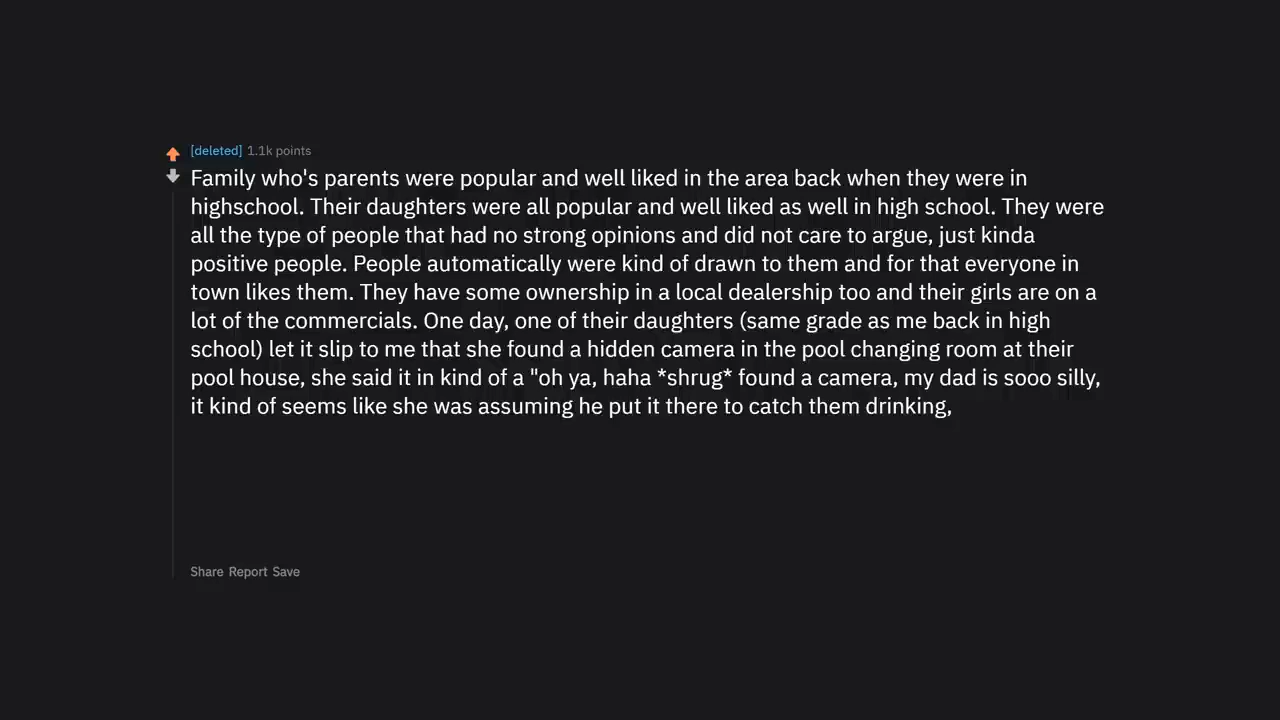 [deleted] 1.1k points
Family who's parents were popular and well liked in the area back when they were in
highschool. Their daughters were all popular and well liked as well in high school. They were
all the type of people that had no strong opinions and did not care to argue, just kinda
positive people. People automatically were kind of drawn to them and for that everyone in
town likes them. They have some ownership in a local dealership too and their girls are on a
lot of the commercials. One day, one of their daughters (same grade as me back in high
school) let it slip to me that she found a hidden camera in the pool changing room at their
pool house, she said it in kind of a "oh ya, haha *shrug* found a camera, my dad is sooo silly,
it kind of seems like she was assuming he put it there to catch them drinking,
Share Report Save